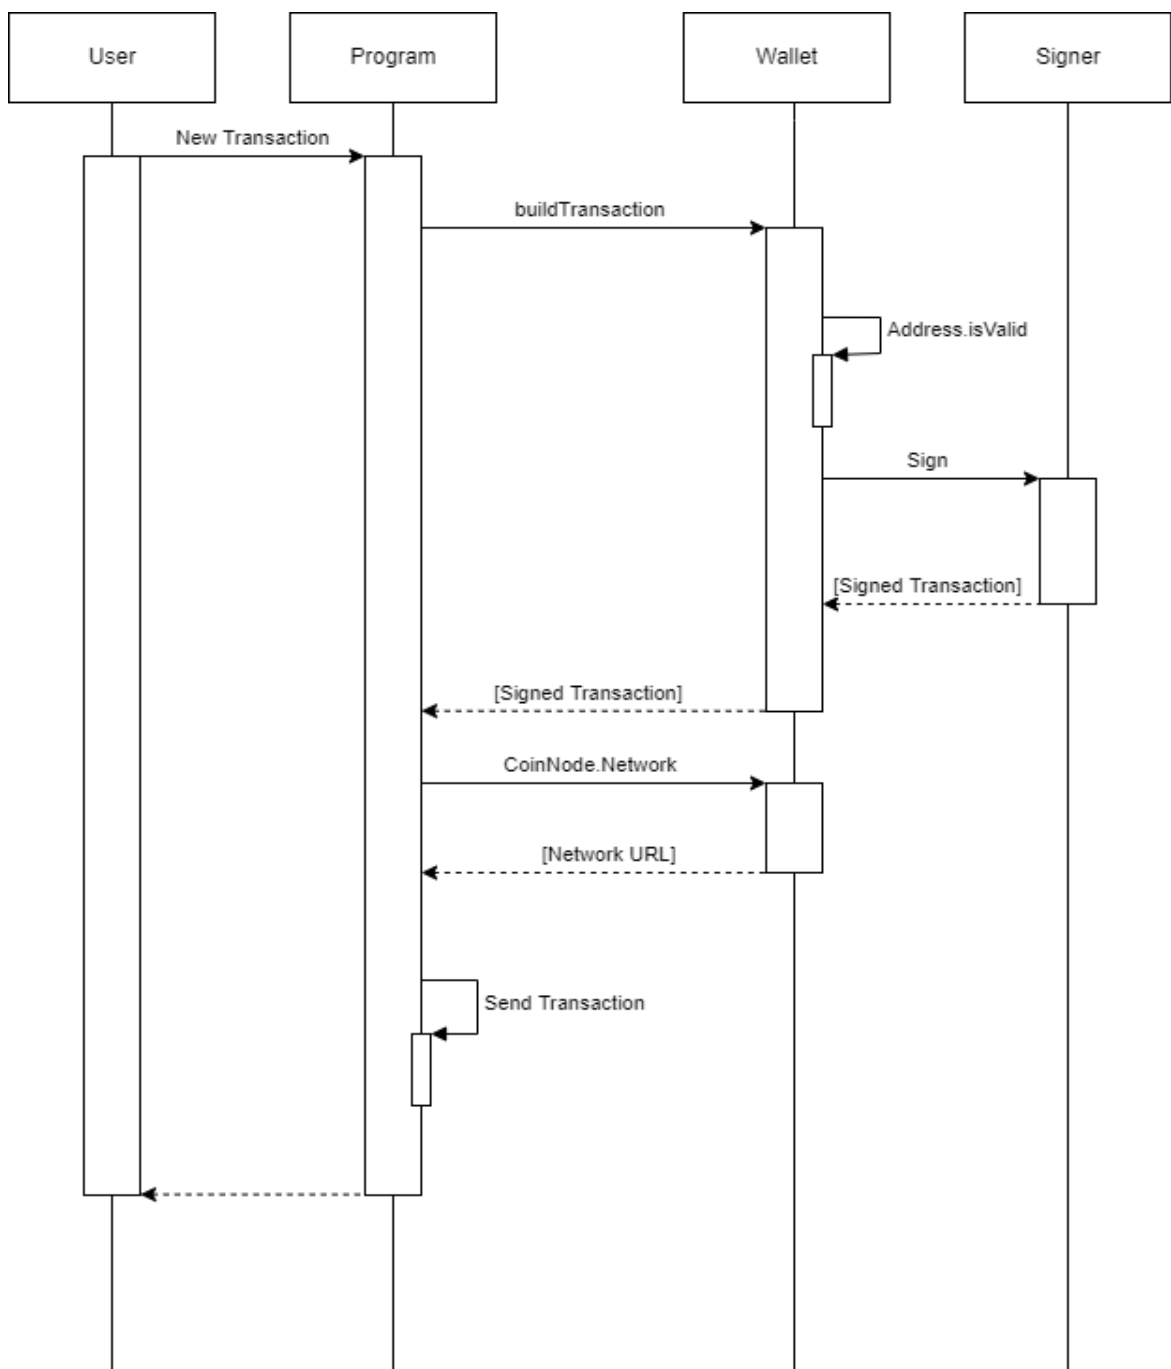 User
Program
Wallet
Signer
New Transaction
buildTransaction
Address.isValid
Sign
[Signed Transaction]
[Signed Transaction]
CoinNode.Network
[Network URL]
Send Transaction